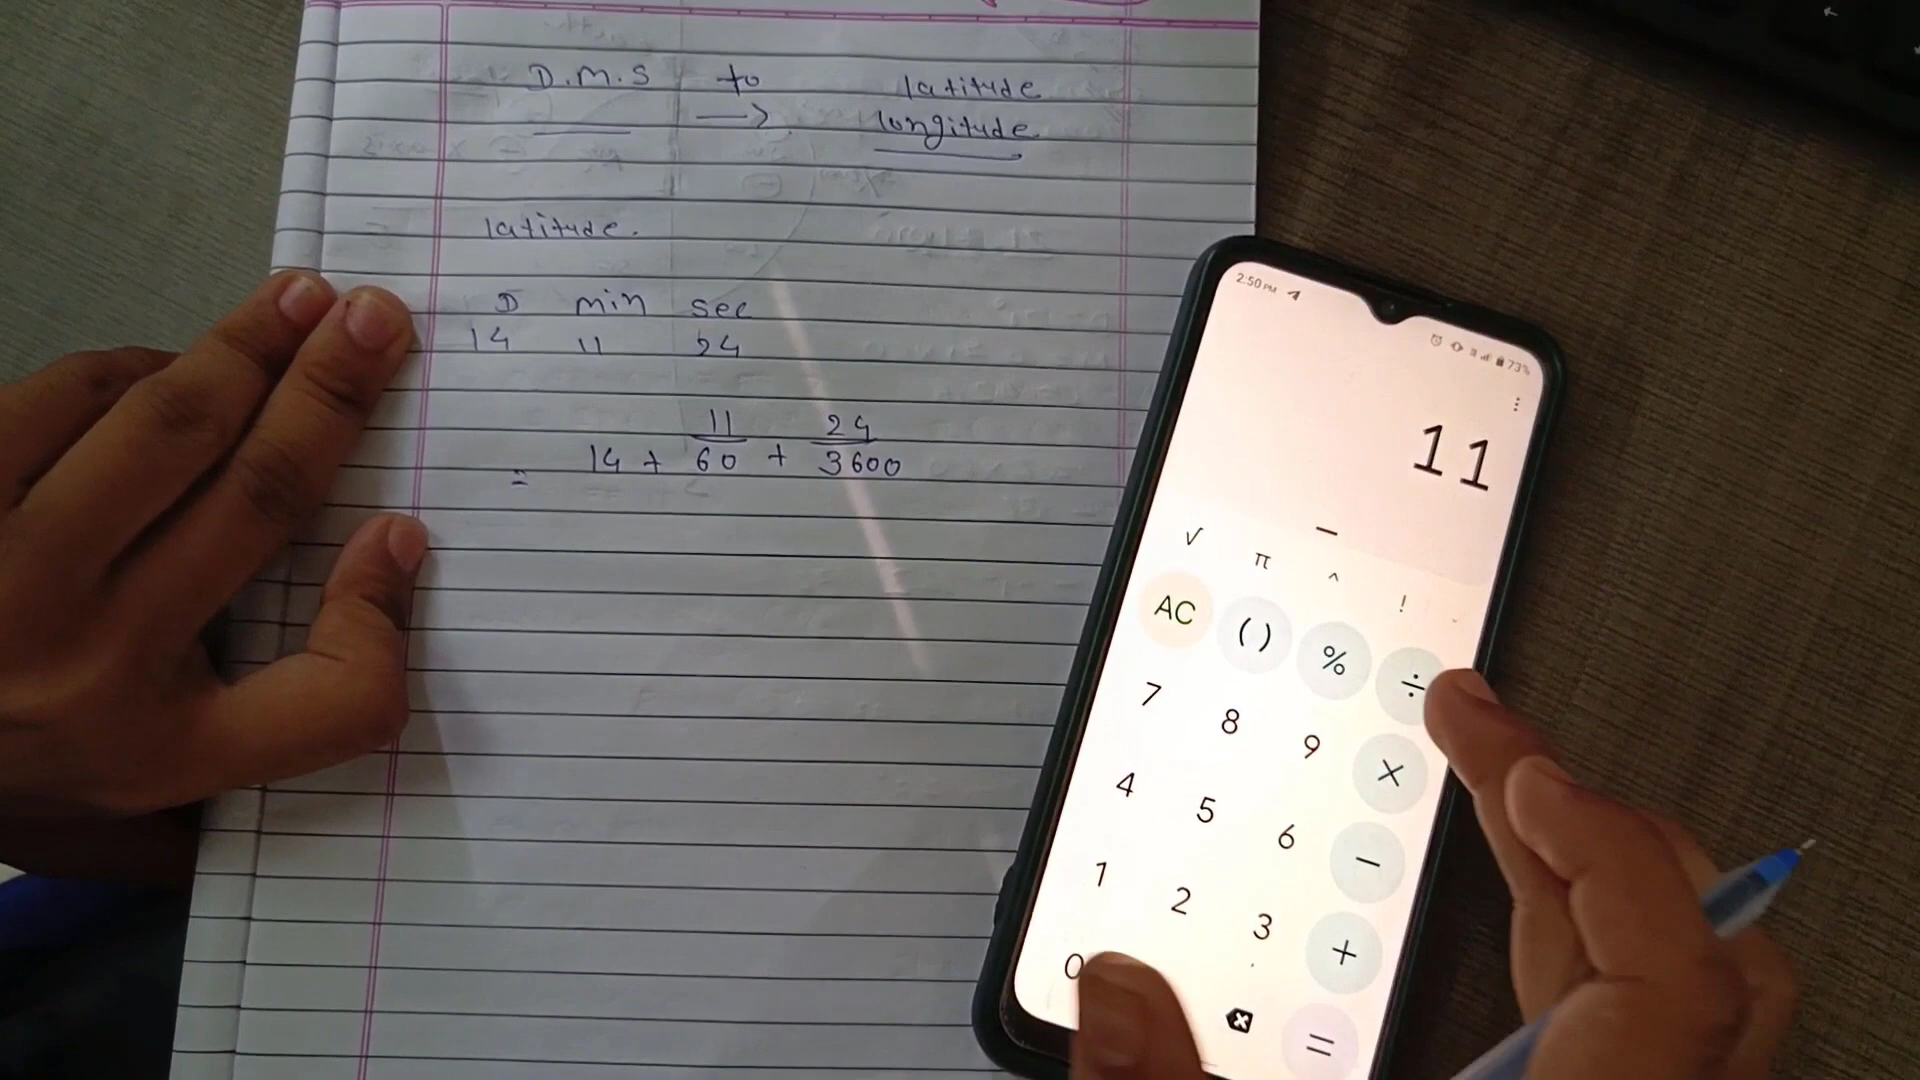 D.M.S to latitude
→ longitude
latitude.
D min sec
14 11 24
11 24
= 14 + 60 + 3600
2:50 PM
73%
11
√ π ^ !
AC ( ) % ÷
7 8 9 ×
4 5 6 −
1 2 3 +
0 . =